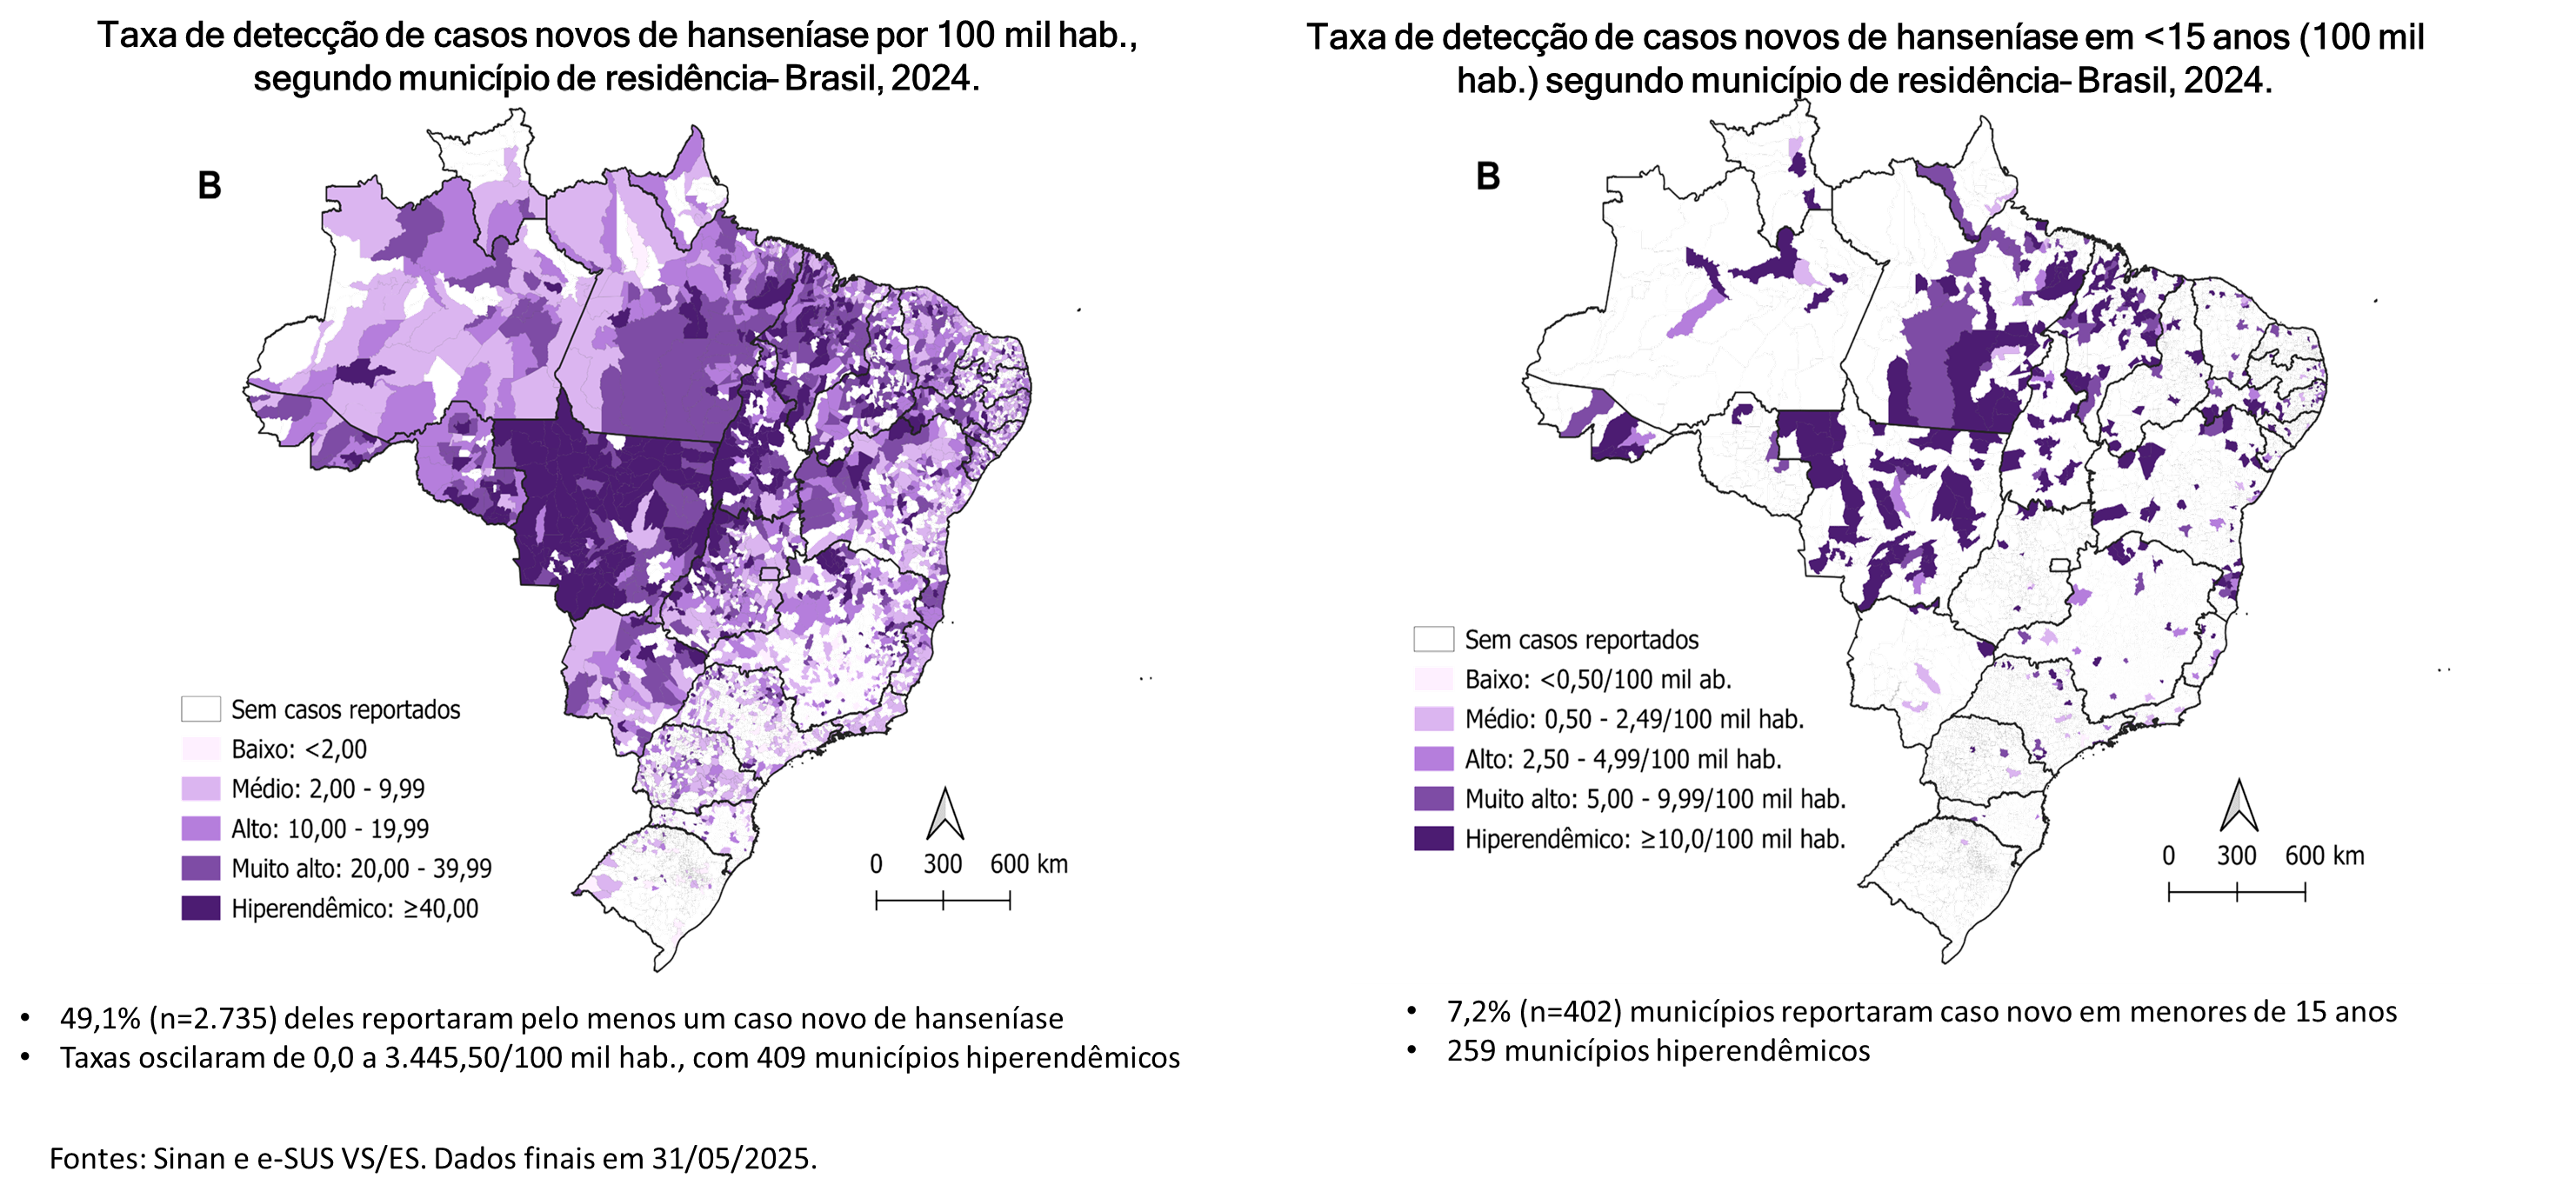 Taxa de detecção de casos novos de hanseníase por 100 mil hab.,
segundo município de residência– Brasil, 2024.
B
Sem casos reportados
Baixo: <2,00
Médio: 2,00 - 9,99
Alto: 10,00 - 19,99
Muito alto: 20,00 - 39,99
Hiperendêmico: ≥40,00
0 300 600 km
• 49,1% (n=2.735) deles reportaram pelo menos um caso novo de hanseníase
• Taxas oscilaram de 0,0 a 3.445,50/100 mil hab., com 409 municípios hiperendêmicos
Taxa de detecção de casos novos de hanseníase em <15 anos (100 mil
hab.) segundo município de residência– Brasil, 2024.
B
Sem casos reportados
Baixo: <0,50/100 mil ab.
Médio: 0,50 - 2,49/100 mil hab.
Alto: 2,50 - 4,99/100 mil hab.
Muito alto: 5,00 - 9,99/100 mil hab.
Hiperendêmico: ≥10,0/100 mil hab.
0 300 600 km
• 7,2% (n=402) municípios reportaram caso novo em menores de 15 anos
• 259 municípios hiperendêmicos
Fontes: Sinan e e-SUS VS/ES. Dados finais em 31/05/2025.